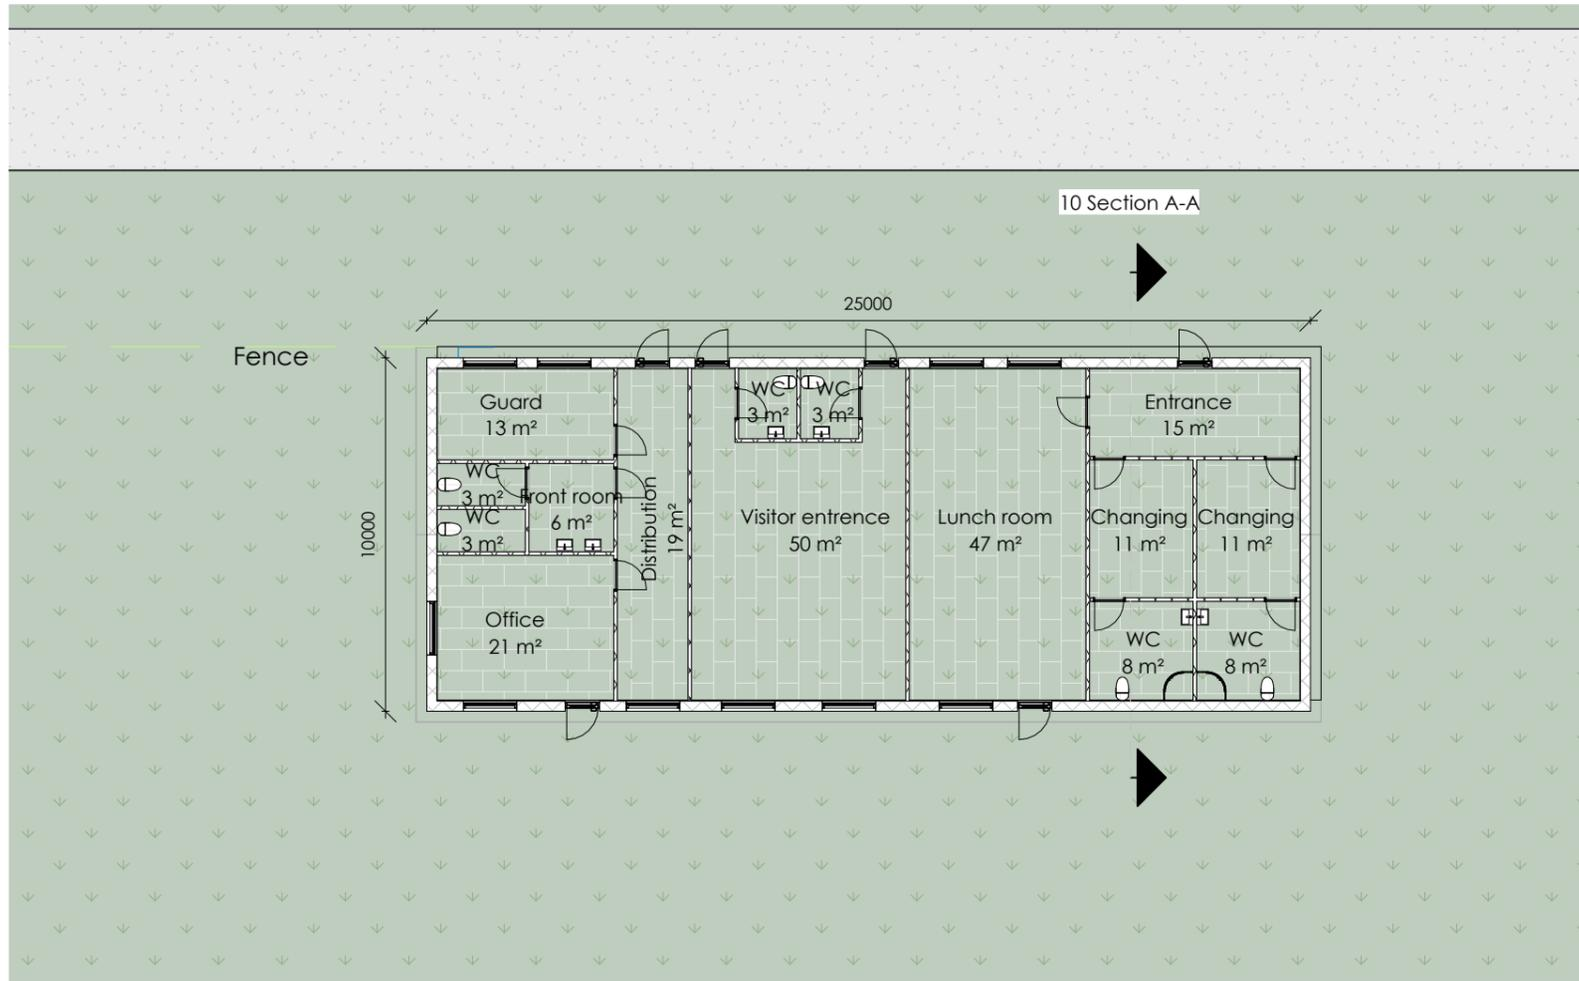 10 Section A-A
25000
Fence
10000
Guard
13 m²
WC
3 m²
WC
3 m²
Front room
6 m²
Office
21 m²
Distribution
19 m²
WC
3 m²
WC
3 m²
Visitor entrence
50 m²
Lunch room
47 m²
Entrance
15 m²
Changing
11 m²
Changing
11 m²
WC
8 m²
WC
8 m²